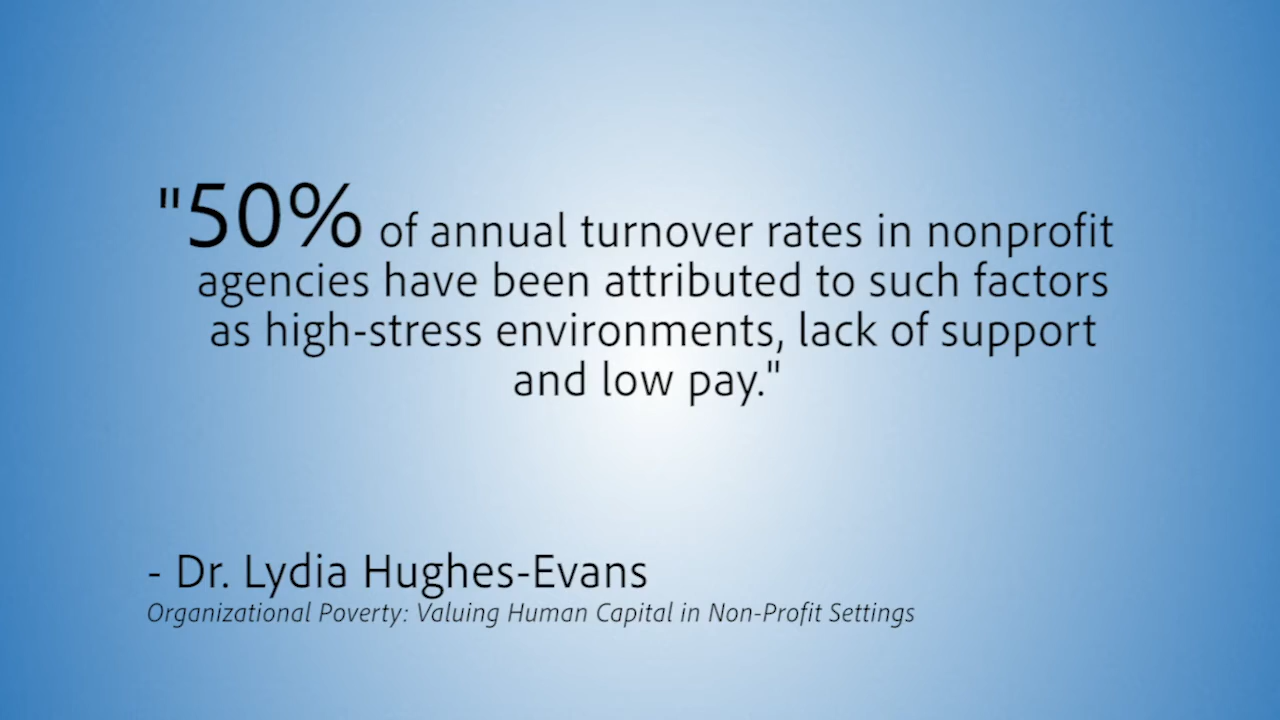 "50% of annual turnover rates in nonprofit
agencies have been attributed to such factors
as high-stress environments, lack of support
and low pay."
- Dr. Lydia Hughes-Evans
Organizational Poverty: Valuing Human Capital in Non-Profit Settings